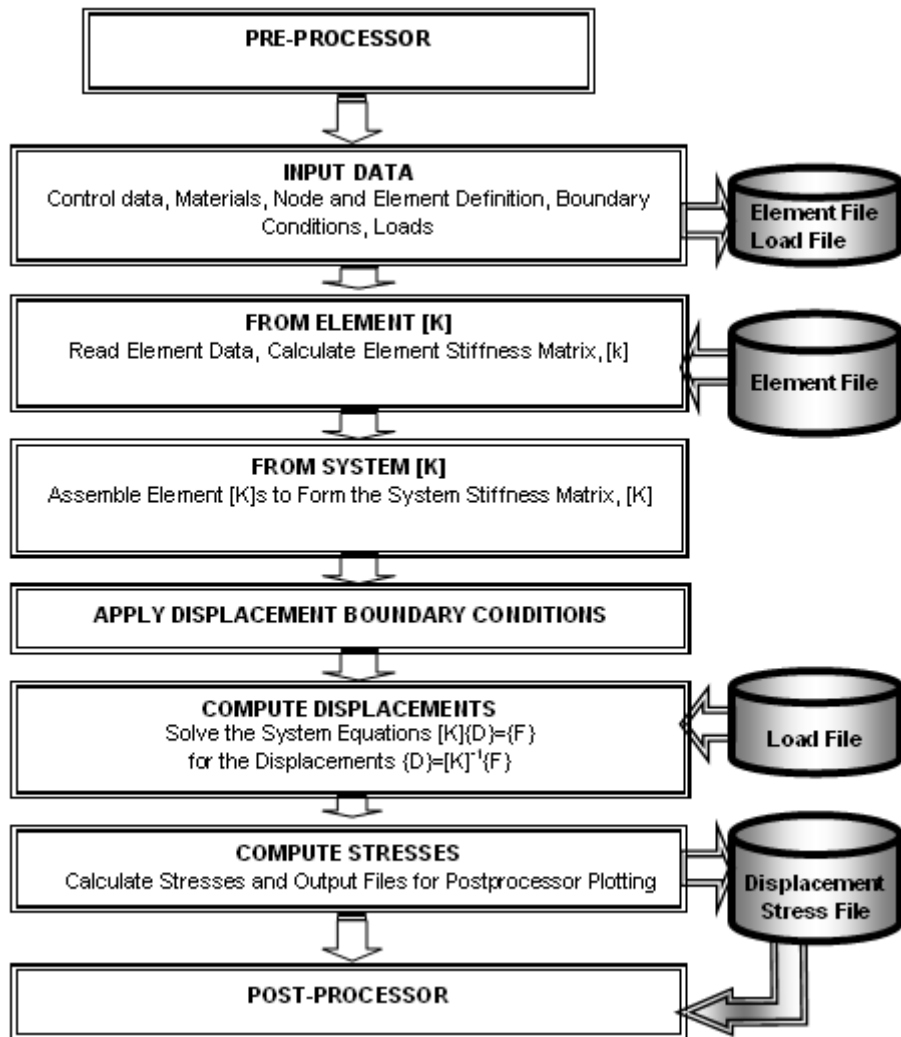 PRE-PROCESSOR
INPUT DATA
Control data, Materials, Node and Element Definition, Boundary
Conditions, Loads
Element File
Load File
FROM ELEMENT [K]
Read Element Data, Calculate Element Stiffness Matrix, [k]
Element File
FROM SYSTEM [K]
Assemble Element [K]s to Form the System Stiffness Matrix, [K]
APPLY DISPLACEMENT BOUNDARY CONDITIONS
COMPUTE DISPLACEMENTS
Solve the System Equations [K]{D}={F}
for the Displacements {D}=[K]⁻¹{F}
Load File
COMPUTE STRESSES
Calculate Stresses and Output Files for Postprocessor Plotting
Displacement
Stress File
POST-PROCESSOR